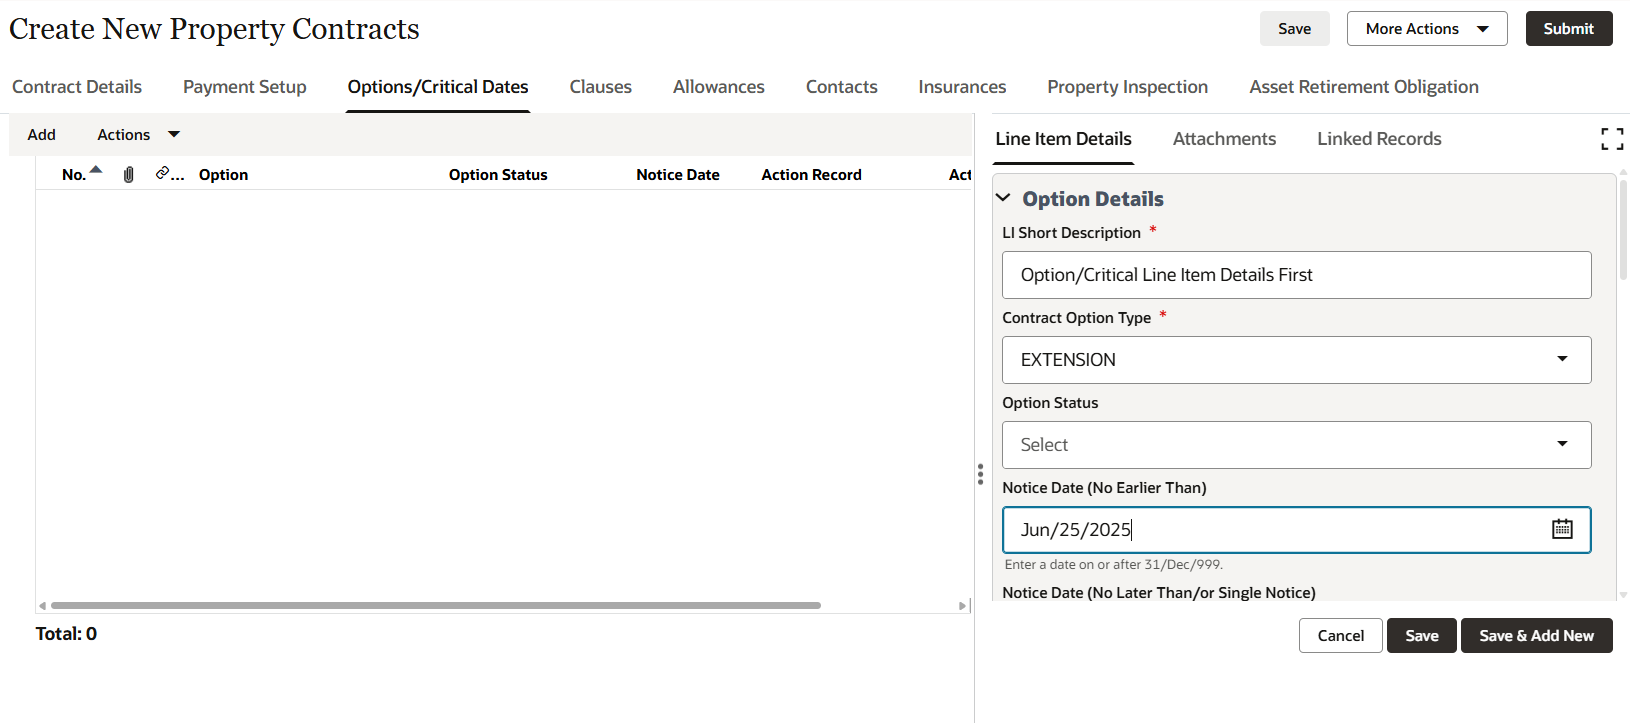 Create New Property Contracts
Save
More Actions
Submit
Contract Details
Payment Setup
Options/Critical Dates
Clauses
Allowances
Contacts
Insurances
Property Inspection
Asset Retirement Obligation
Add
Actions
No.
...
Option
Option Status
Notice Date
Action Record
Act
Total: 0
Line Item Details
Attachments
Linked Records
Option Details
LI Short Description *
Option/Critical Line Item Details First
Contract Option Type *
EXTENSION
Option Status
Select
Notice Date (No Earlier Than)
Jun/25/2025
Enter a date on or after 31/Dec/999.
Notice Date (No Later Than/or Single Notice)
Cancel
Save
Save & Add New